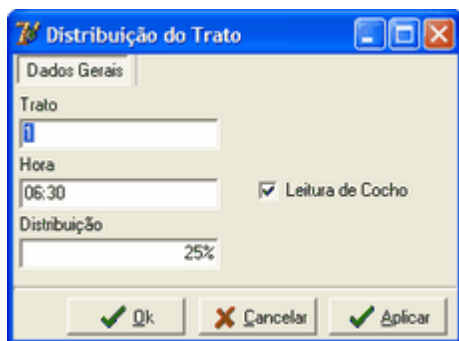 Distribuição do Trato
Dados Gerais
Trato
1
Hora
06:30
Leitura de Cocho
Distribuição
25%
Ok
Cancelar
Aplicar